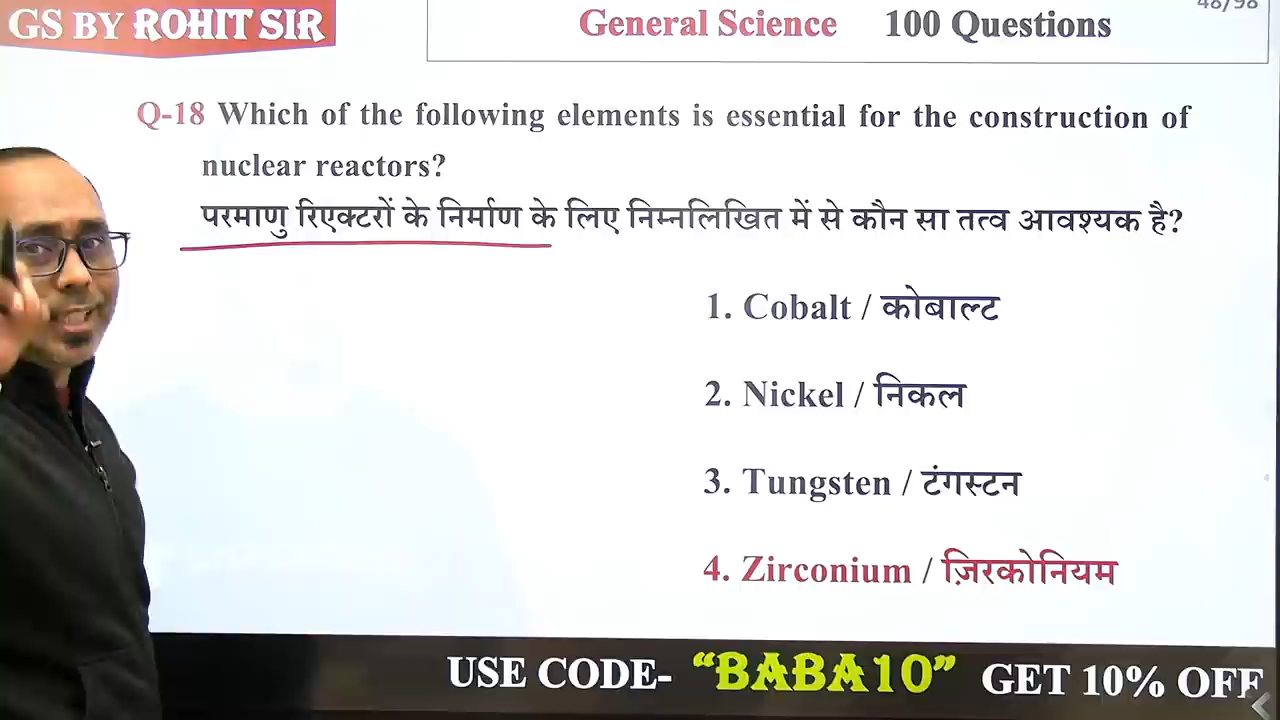 GS BY ROHIT SIR
48/98
General Science 100 Questions
Q-18 Which of the following elements is essential for the construction of
nuclear reactors?
परमाणु रिएक्टरों के निर्माण के लिए निम्नलिखित में से कौन सा तत्व आवश्यक है?
1. Cobalt / कोबाल्ट
2. Nickel / निकल
3. Tungsten / टंगस्टन
4. Zirconium / ज़िरकोनियम
USE CODE- “BABA10” GET 10% OFF